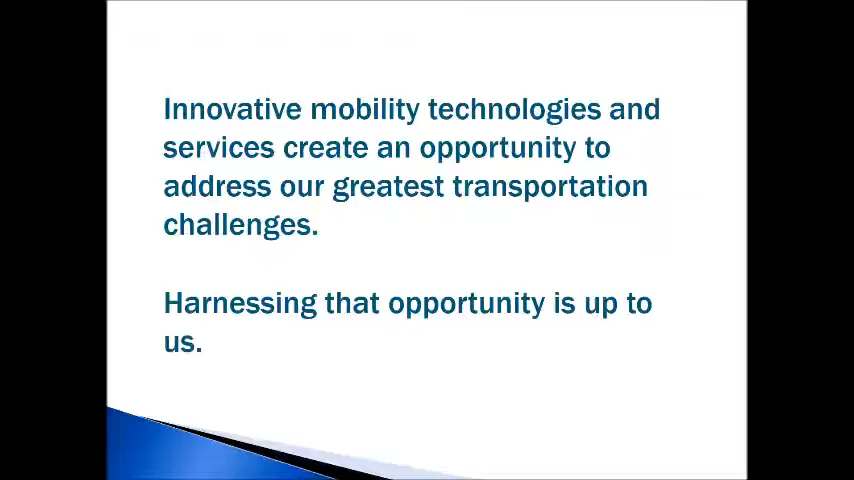 Innovative mobility technologies and
services create an opportunity to
address our greatest transportation
challenges.
Harnessing that opportunity is up to
us.